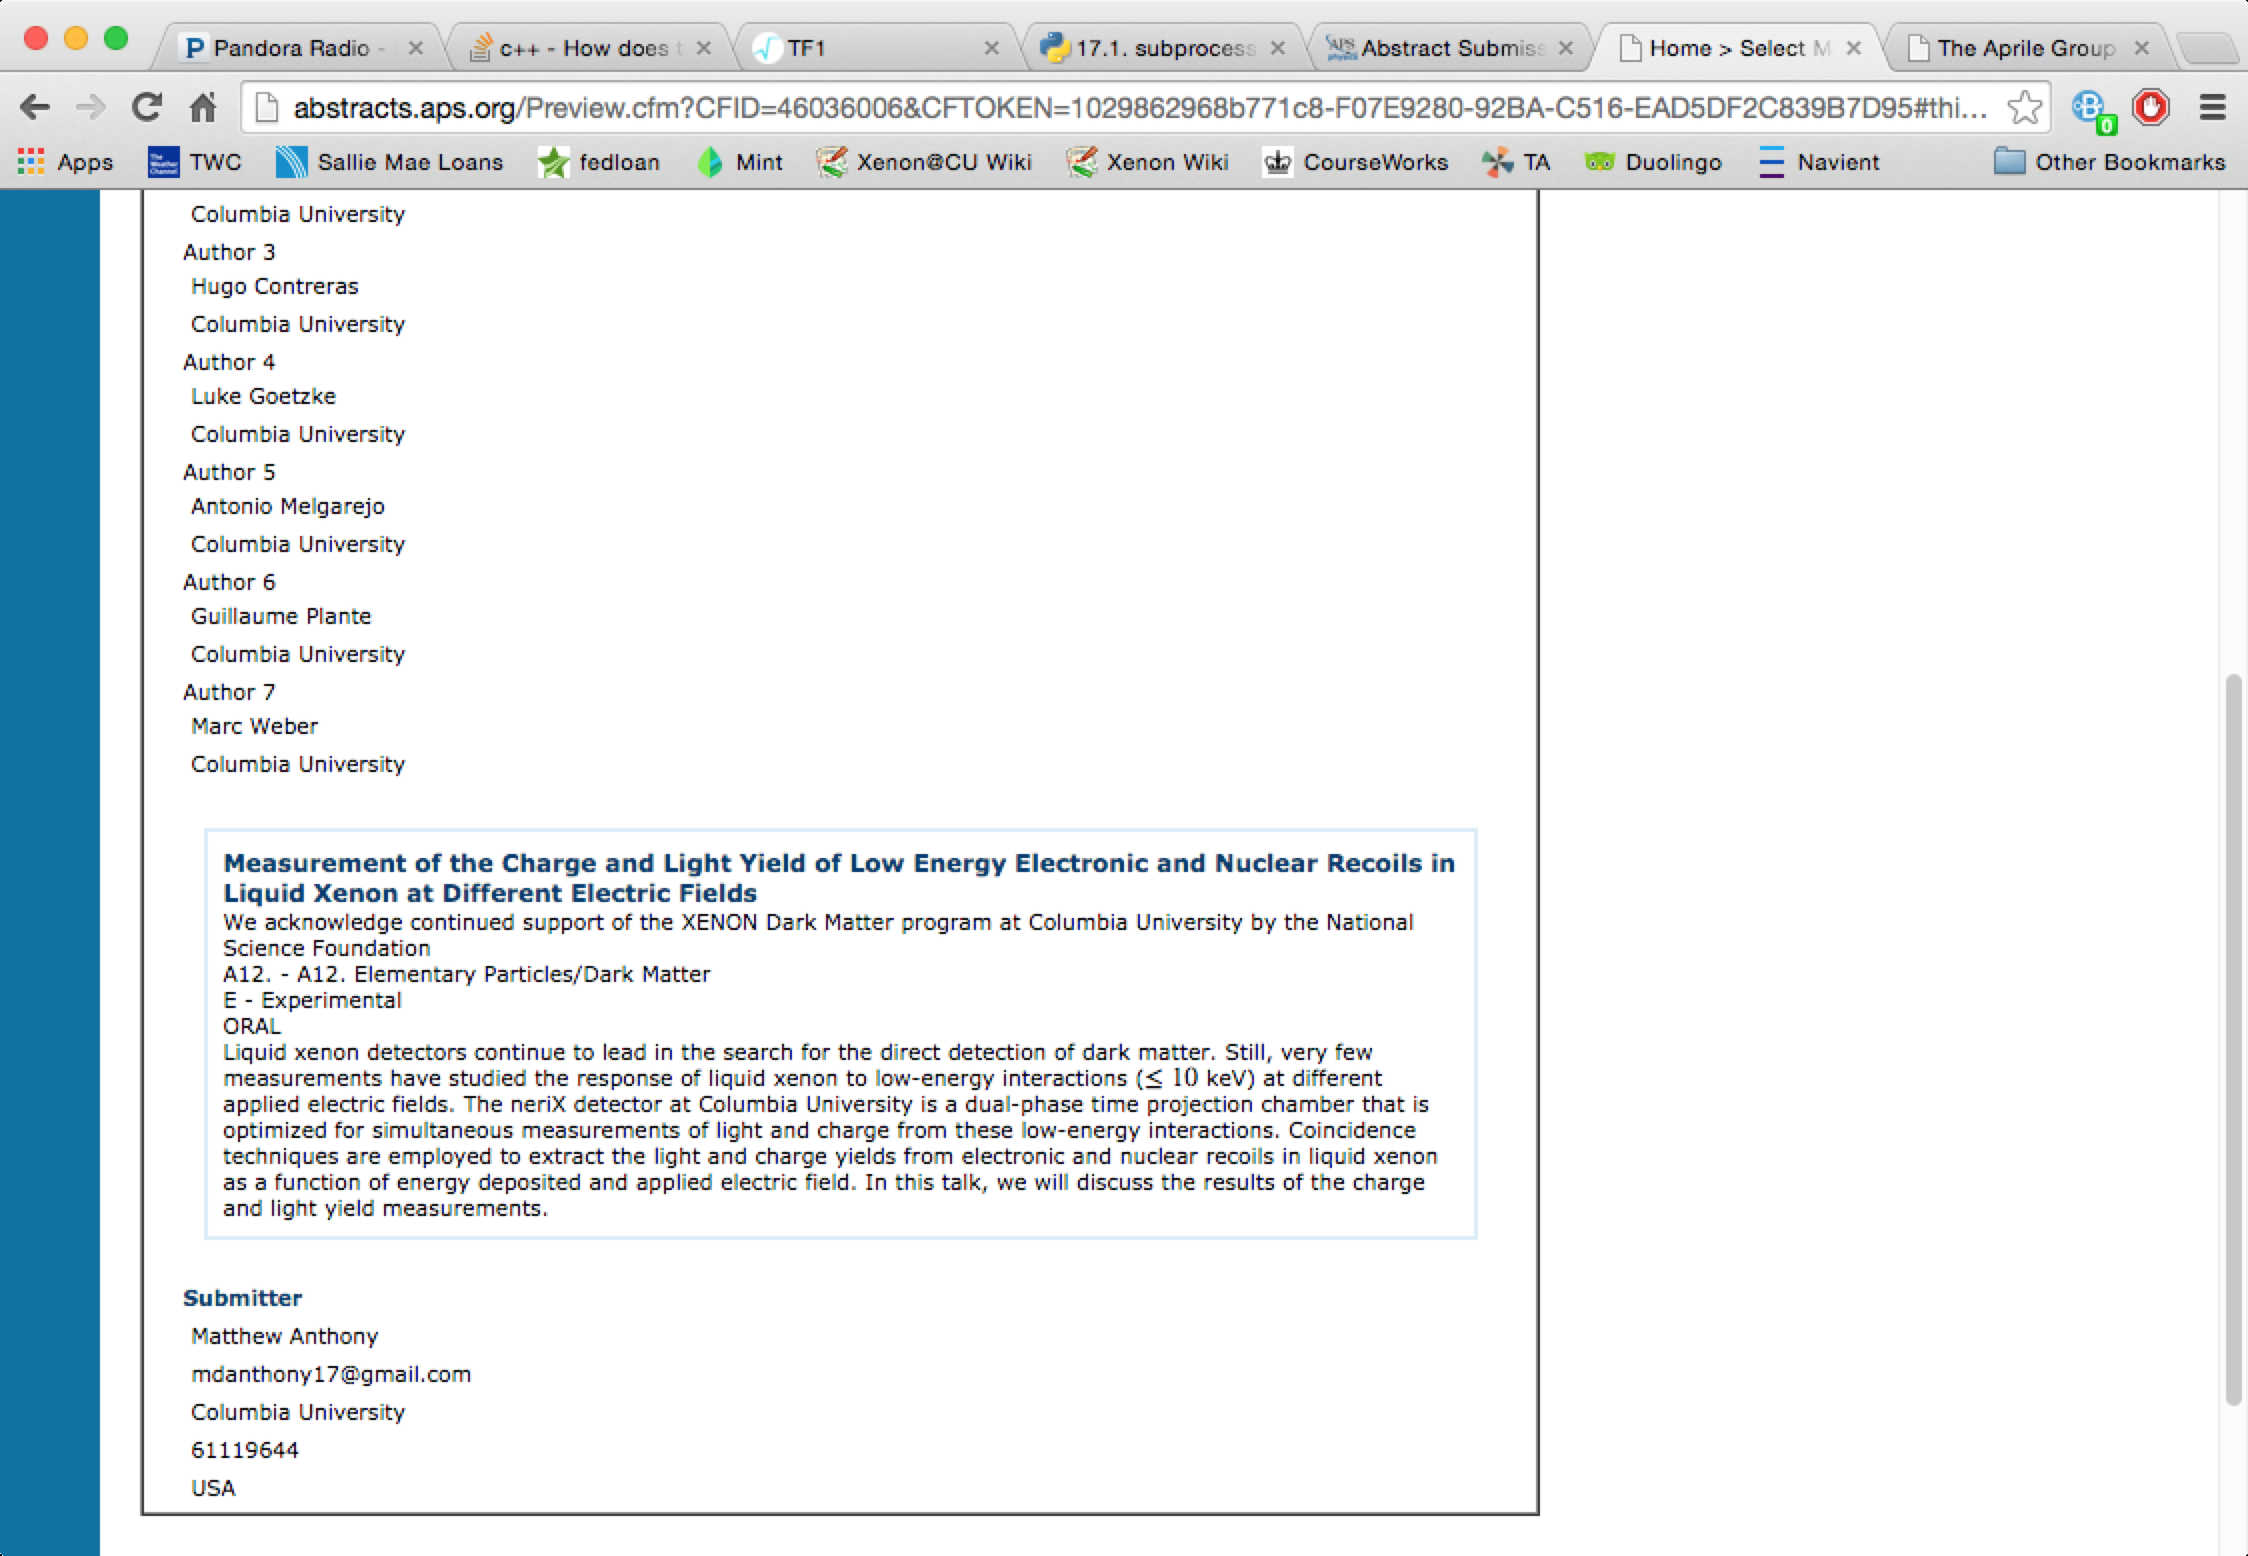 Pandora Radio -
c++ - How does t
TF1
17.1. subprocess
Abstract Submiss
Home > Select M
The Aprile Group
abstracts.aps.org/Preview.cfm?CFID=46036006&CFTOKEN=1029862968b771c8-F07E9280-92BA-C516-EAD5DF2C839B7D95#thi...
0
Apps
TWC
Sallie Mae Loans
fedloan
Mint
Xenon@CU Wiki
Xenon Wiki
CourseWorks
TA
Duolingo
Navient
Other Bookmarks
Columbia University
Author 3
Hugo Contreras
Columbia University
Author 4
Luke Goetzke
Columbia University
Author 5
Antonio Melgarejo
Columbia University
Author 6
Guillaume Plante
Columbia University
Author 7
Marc Weber
Columbia University
Measurement of the Charge and Light Yield of Low Energy Electronic and Nuclear Recoils in
Liquid Xenon at Different Electric Fields
We acknowledge continued support of the XENON Dark Matter program at Columbia University by the National
Science Foundation
A12. - A12. Elementary Particles/Dark Matter
E - Experimental
ORAL
Liquid xenon detectors continue to lead in the search for the direct detection of dark matter. Still, very few
measurements have studied the response of liquid xenon to low-energy interactions (≤ 10 keV) at different
applied electric fields. The neriX detector at Columbia University is a dual-phase time projection chamber that is
optimized for simultaneous measurements of light and charge from these low-energy interactions. Coincidence
techniques are employed to extract the light and charge yields from electronic and nuclear recoils in liquid xenon
as a function of energy deposited and applied electric field. In this talk, we will discuss the results of the charge
and light yield measurements.
Submitter
Matthew Anthony
mdanthony17@gmail.com
Columbia University
61119644
USA